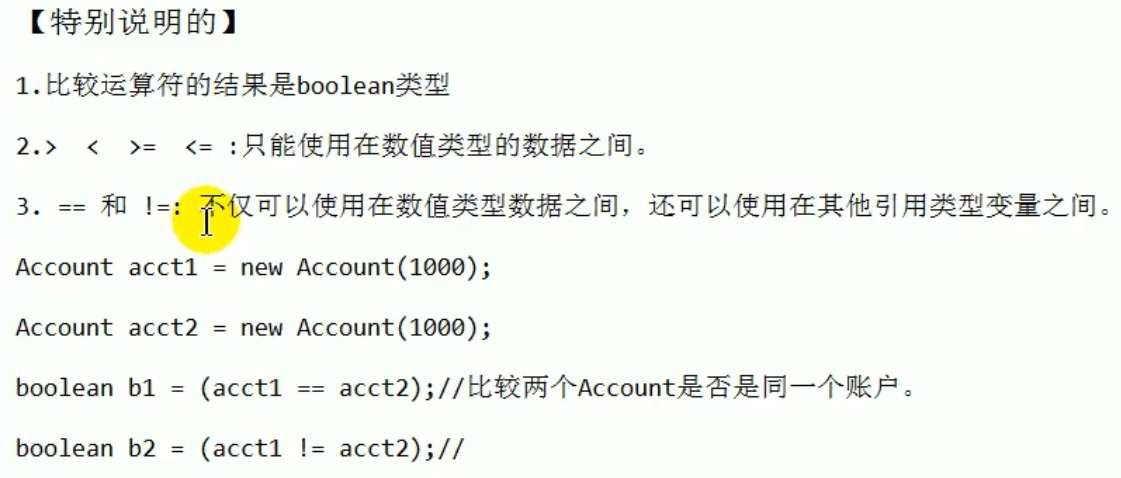 【特别说明的】
1.比较运算符的结果是boolean类型
2.> < >= <= :只能使用在数值类型的数据之间。
3. == 和 !=: 不仅可以使用在数值类型数据之间，还可以使用在其他引用类型变量之间。
Account acct1 = new Account(1000);
Account acct2 = new Account(1000);
boolean b1 = (acct1 == acct2);//比较两个Account是否是同一个账户。
boolean b2 = (acct1 != acct2);//